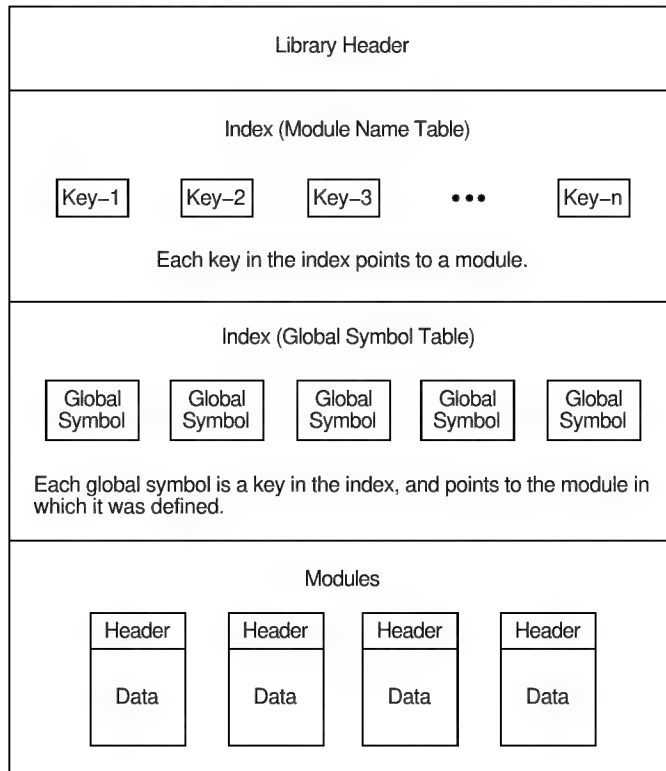 Library Header
Index (Module Name Table)
Key–1 Key–2 Key–3 ••• Key–n
Each key in the index points to a module.
Index (Global Symbol Table)
Global Global Global Global Global
Symbol Symbol Symbol Symbol Symbol
Each global symbol is a key in the index, and points to the module in
which it was defined.
Modules
Header Header Header Header
Data Data Data Data